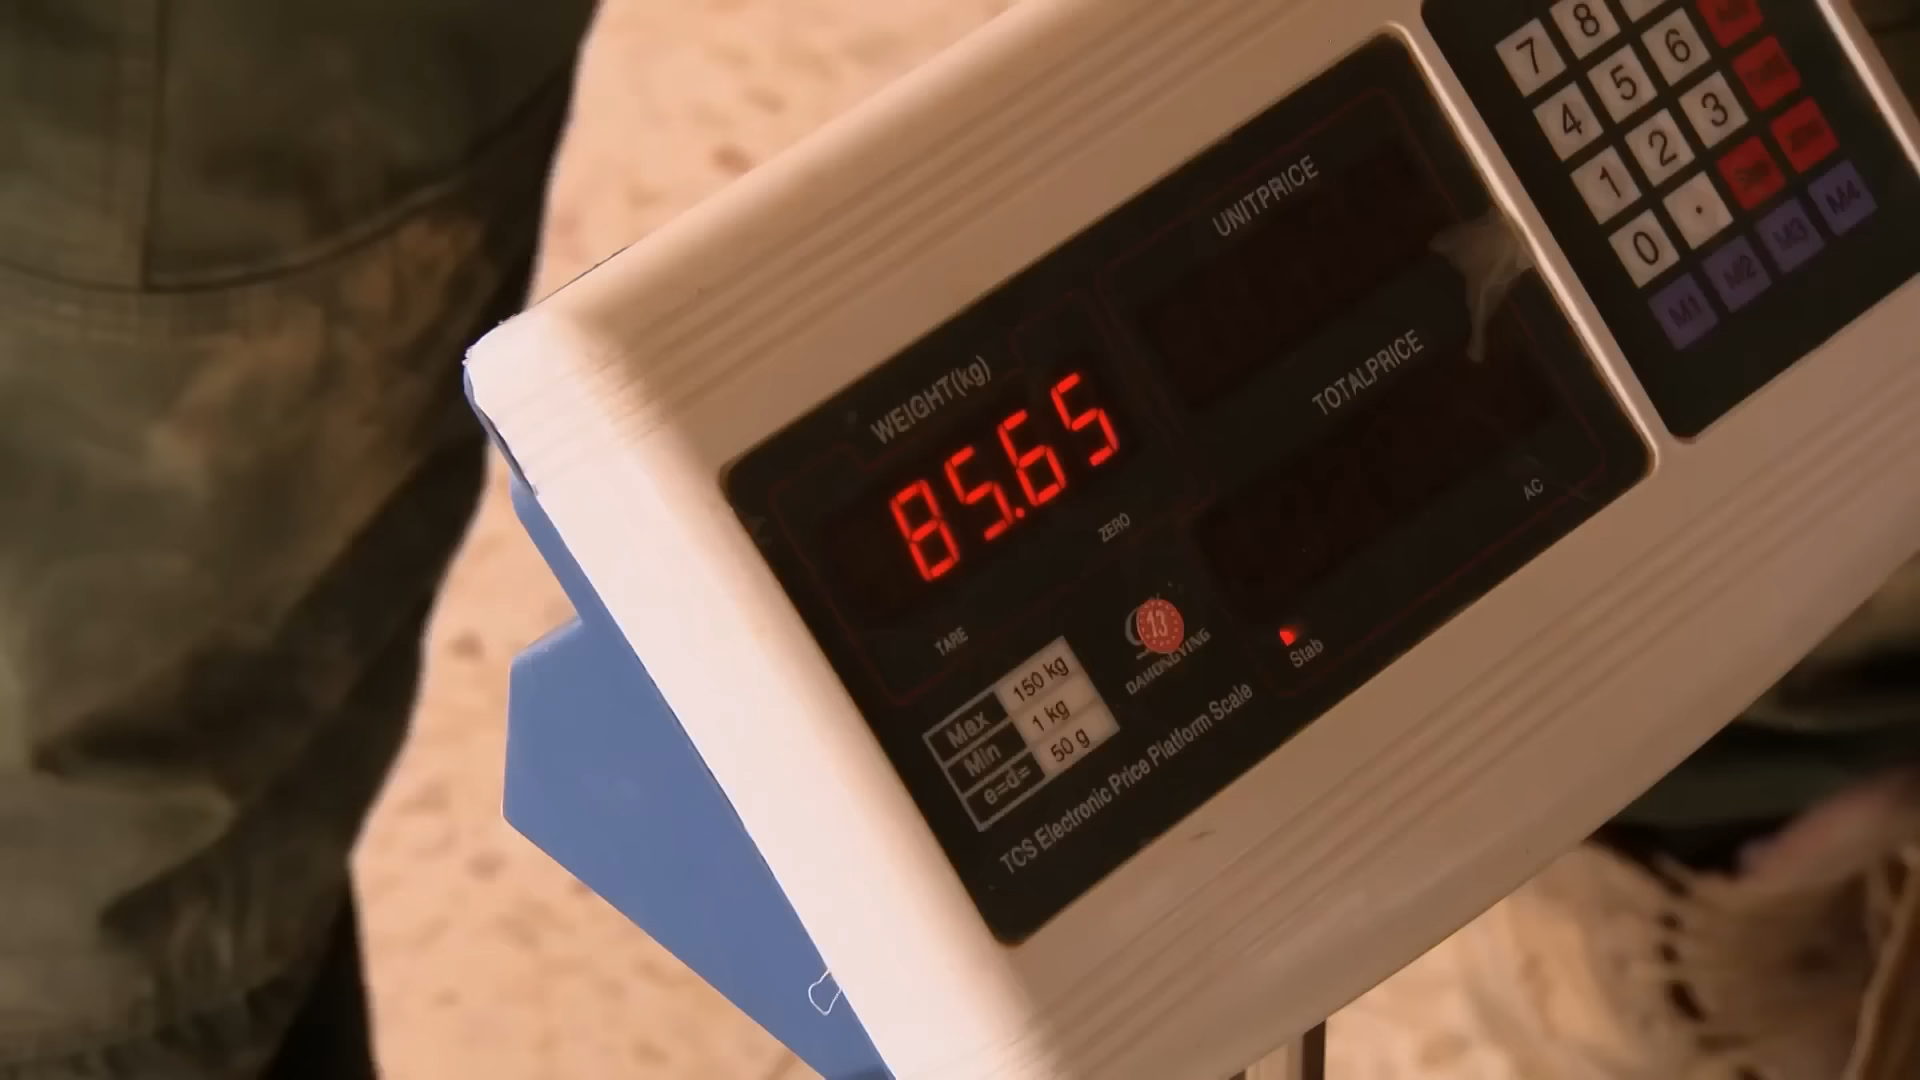 WEIGHT(kg)
85.65
TARE
ZERO
UNITPRICE
TOTALPRICE
AC
Stab
Max 150 kg
Min 1 kg
e=d= 50 g
13
DAHONGYING
TCS Electronic Price Platform Scale
7 8
4 5 6
1 2 3
0 .
M1 M2 M3 M4